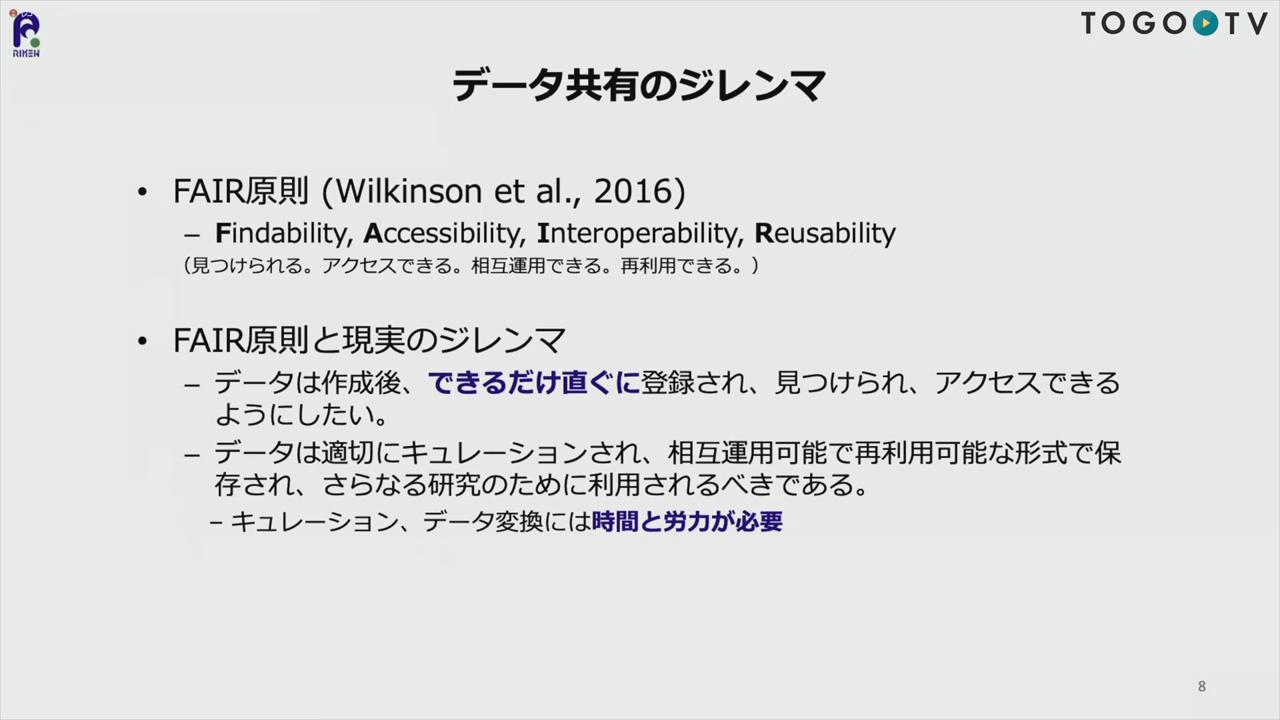 RIKEN
TOGO TV
データ共有のジレンマ
• FAIR原則 (Wilkinson et al., 2016)
– Findability, Accessibility, Interoperability, Reusability
（見つけられる。アクセスできる。相互運用できる。再利用できる。）
• FAIR原則と現実のジレンマ
– データは作成後、できるだけ直ぐに登録され、見つけられ、アクセスできる
ようにしたい。
– データは適切にキュレーションされ、相互運用可能で再利用可能な形式で保
存され、さらなる研究のために利用されるべきである。
– キュレーション、データ変換には時間と労力が必要
8